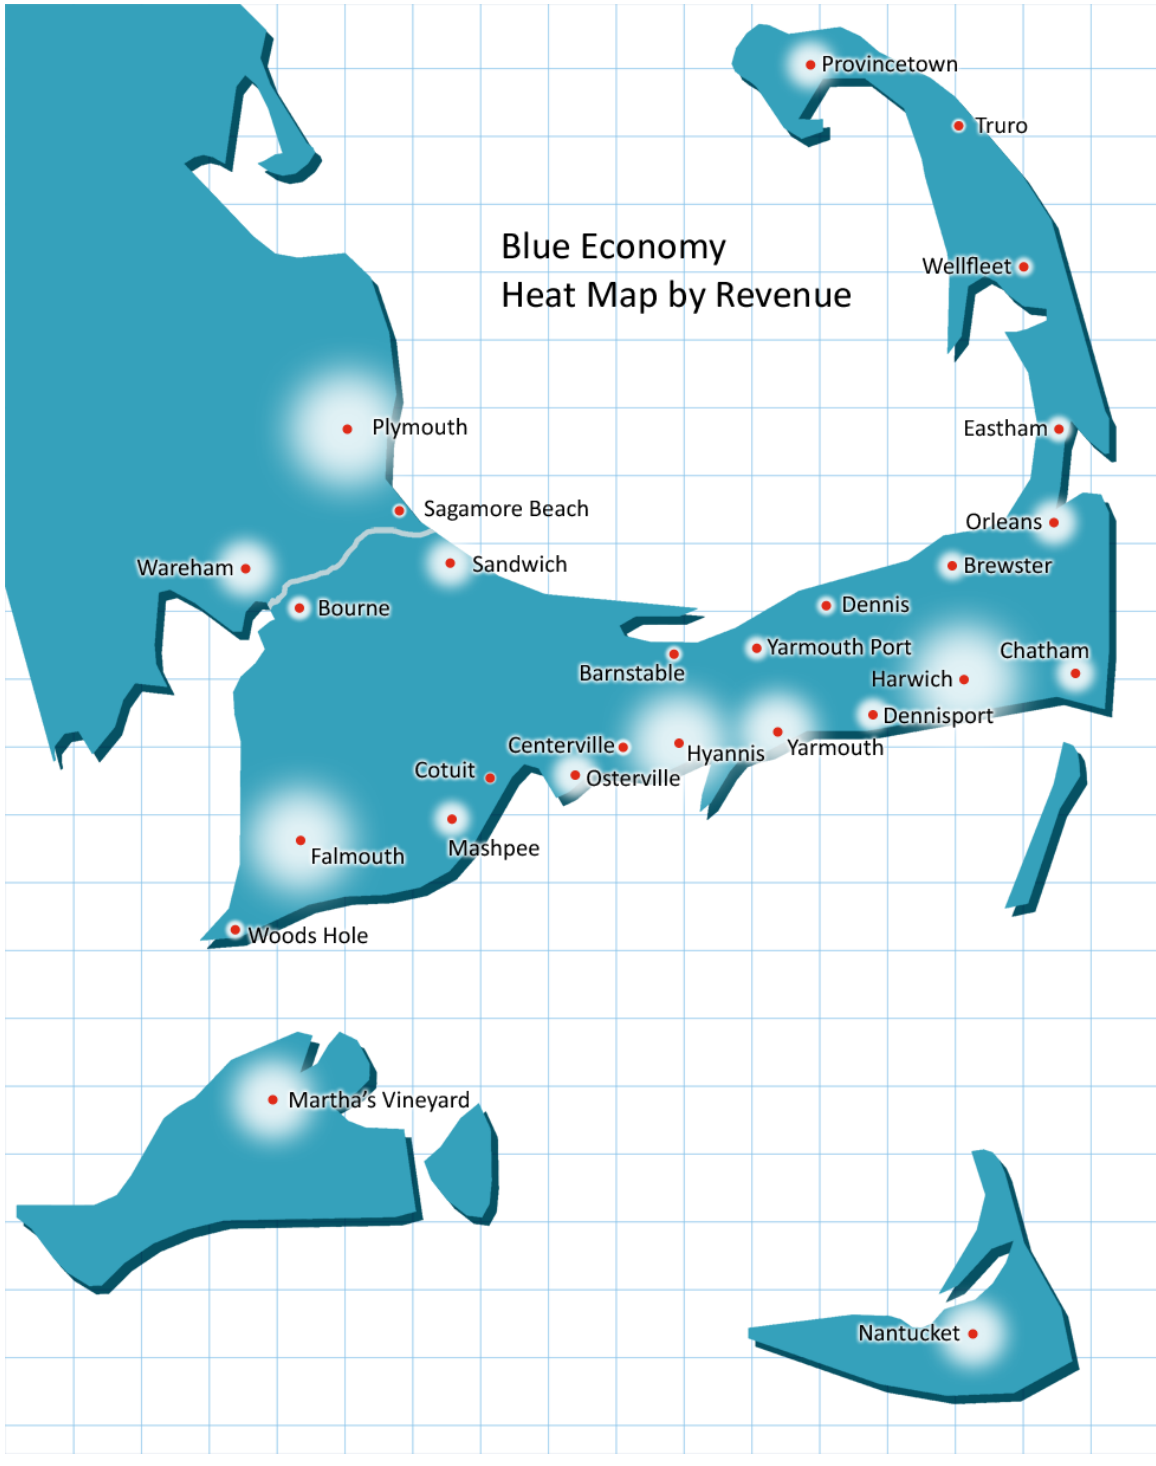 Provincetown
Truro
Blue Economy
Heat Map by Revenue
Wellfleet
Plymouth
Eastham
Sagamore Beach
Orleans
Wareham
Sandwich
Brewster
Bourne
Dennis
Yarmouth Port
Chatham
Barnstable
Harwich
Dennisport
Centerville
Hyannis
Yarmouth
Cotuit
Osterville
Mashpee
Falmouth
Woods Hole
Martha's Vineyard
Nantucket